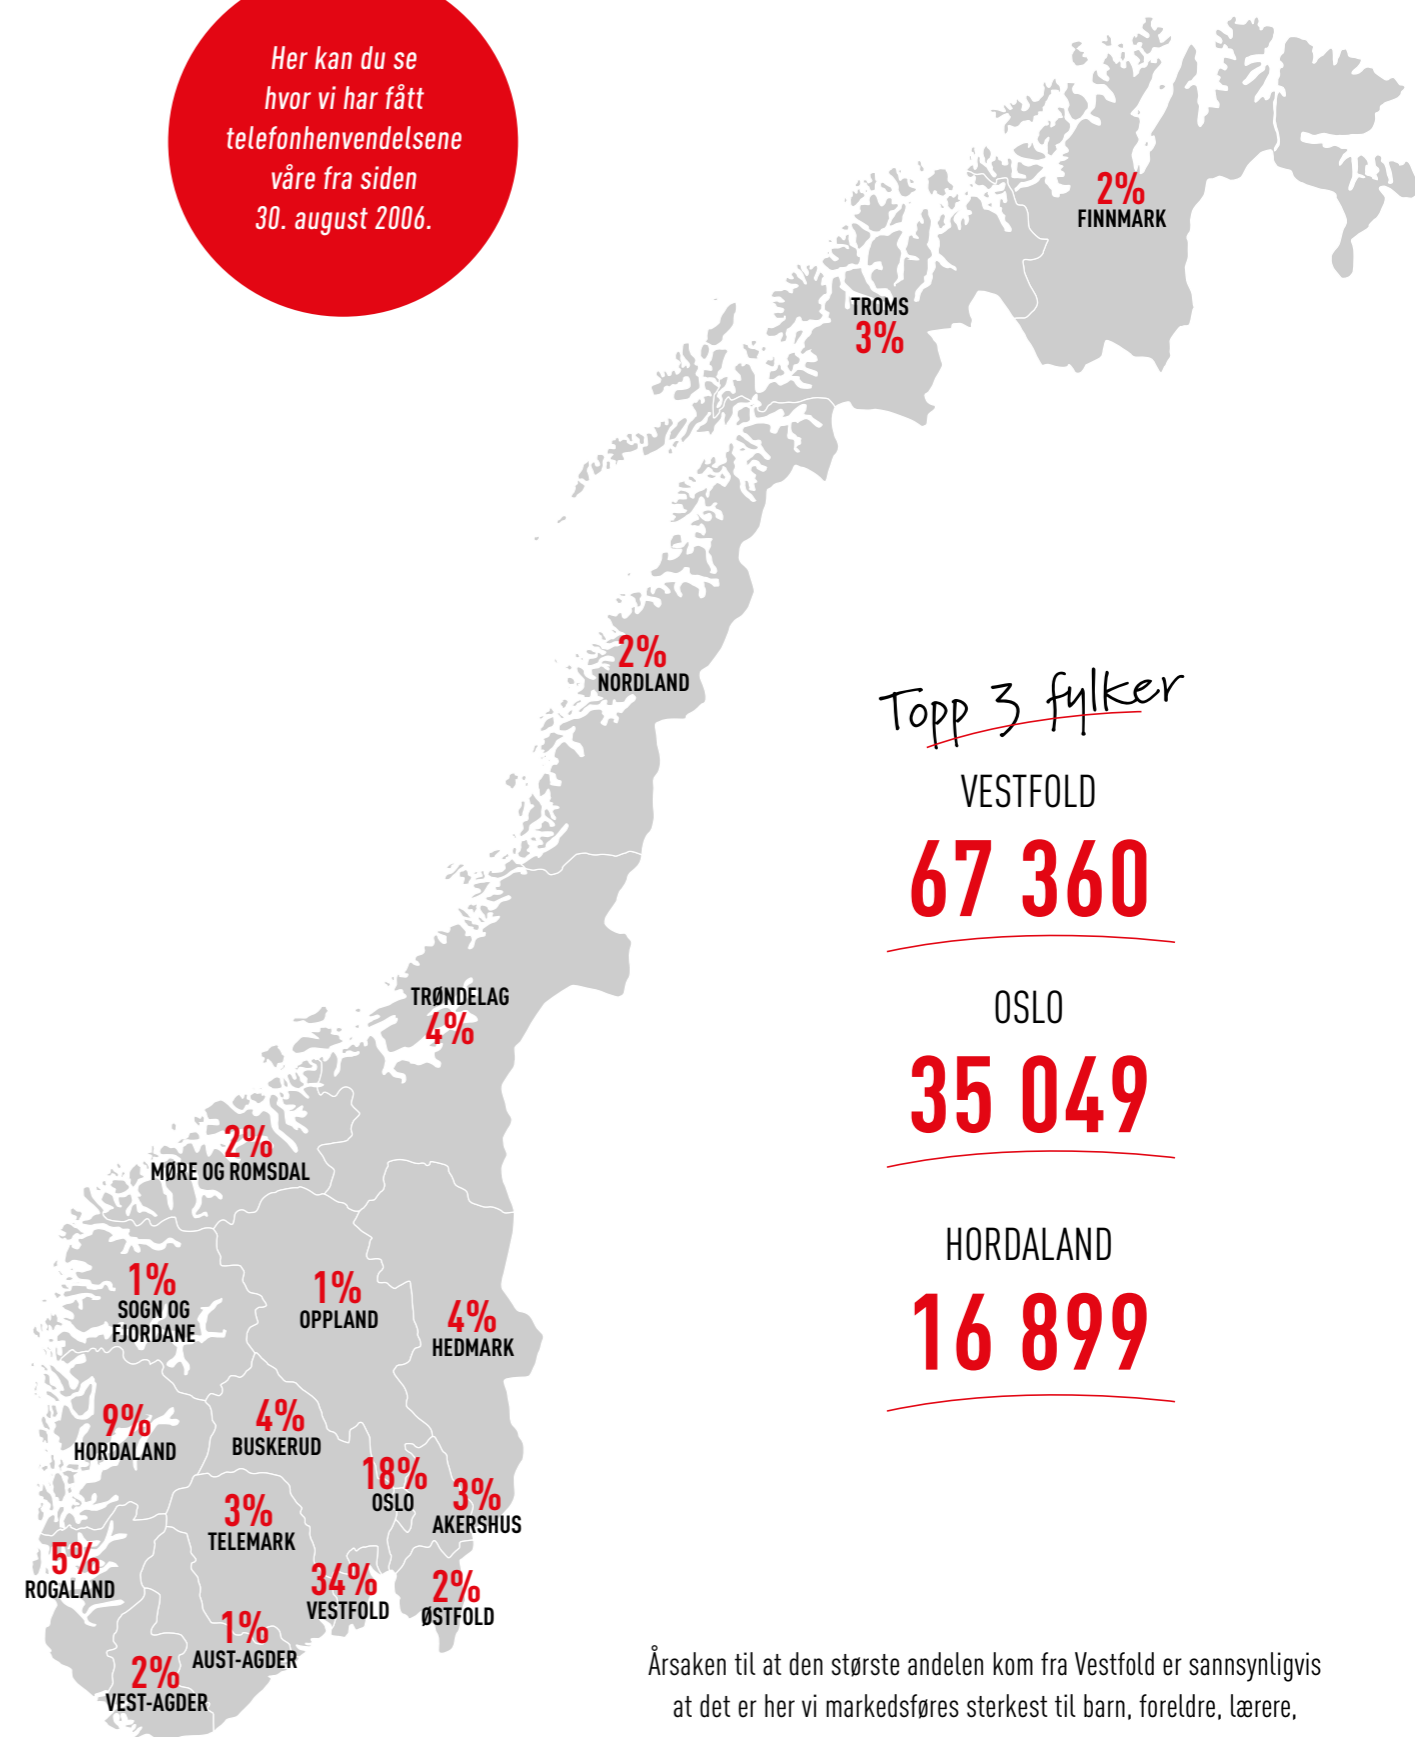 Her kan du se
hvor vi har fått
telefonhenvendelsene
våre fra siden
30. august 2006.
2%
FINNMARK
TROMS
3%
2%
NORDLAND
Topp 3 fylker
VESTFOLD
67 360
OSLO
35 049
HORDALAND
16 899
TRØNDELAG
4%
2%
MØRE OG ROMSDAL
1%
SOGN OG
FJORDANE
1%
OPPLAND
4%
HEDMARK
9%
HORDALAND
4%
BUSKERUD
18%
OSLO
3%
AKERSHUS
3%
TELEMARK
5%
ROGALAND
34%
VESTFOLD
2%
ØSTFOLD
1%
AUST-AGDER
2%
VEST-AGDER
Årsaken til at den største andelen kom fra Vestfold er sannsynligvis
at det er her vi markedsføres sterkest til barn, foreldre, lærere,